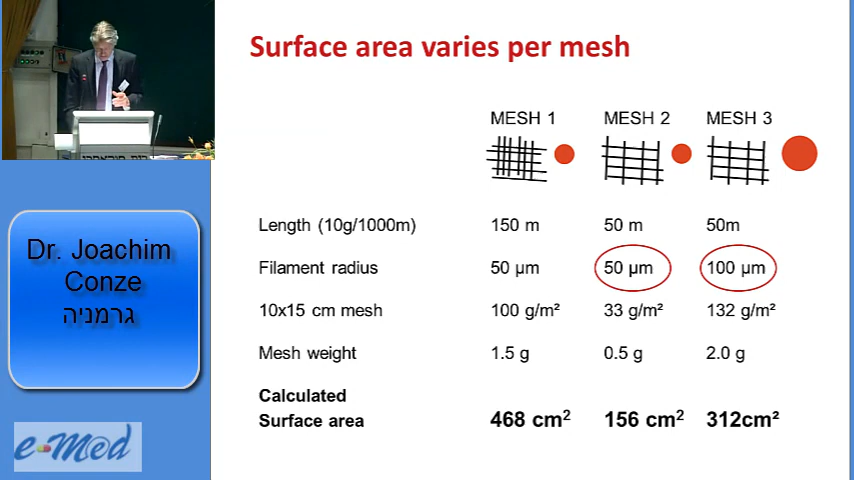 Surface area varies per mesh
MESH 1 MESH 2 MESH 3
Length (10g/1000m) 150 m 50 m 50m
Filament radius 50 µm 50 µm 100 µm
10x15 cm mesh 100 g/m² 33 g/m² 132 g/m²
Mesh weight 1.5 g 0.5 g 2.0 g
Calculated
Surface area 468 cm² 156 cm² 312cm²
Dr. Joachim
Conze
גרמניה
e-Med